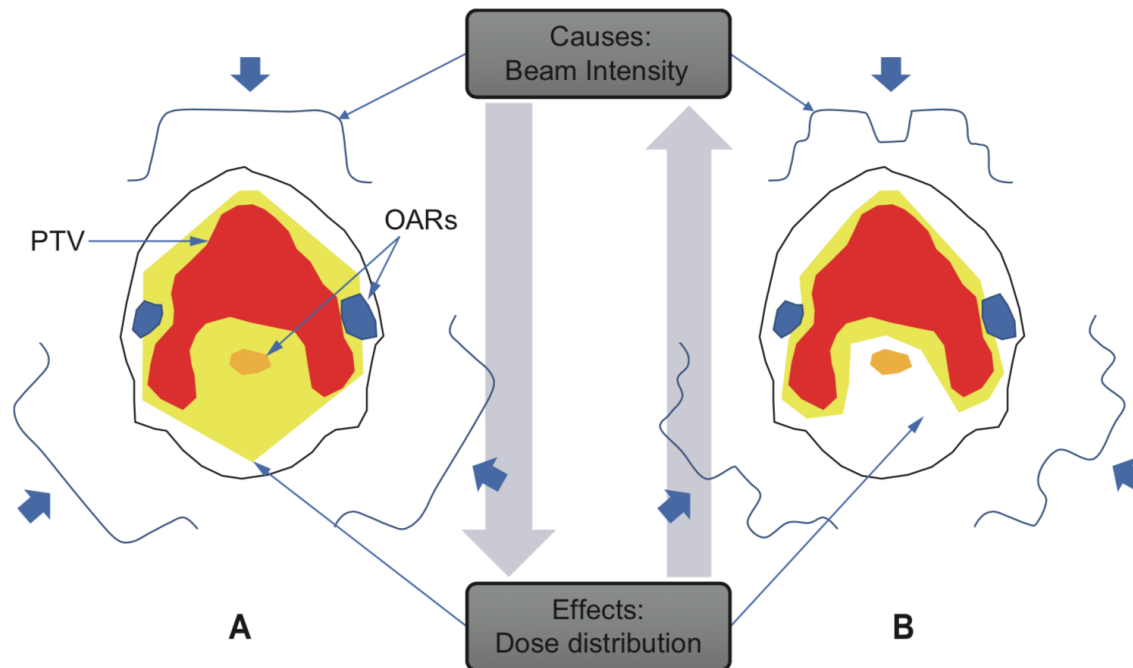 Causes:
Beam Intensity
PTV
OARs
Effects:
Dose distribution
A
B